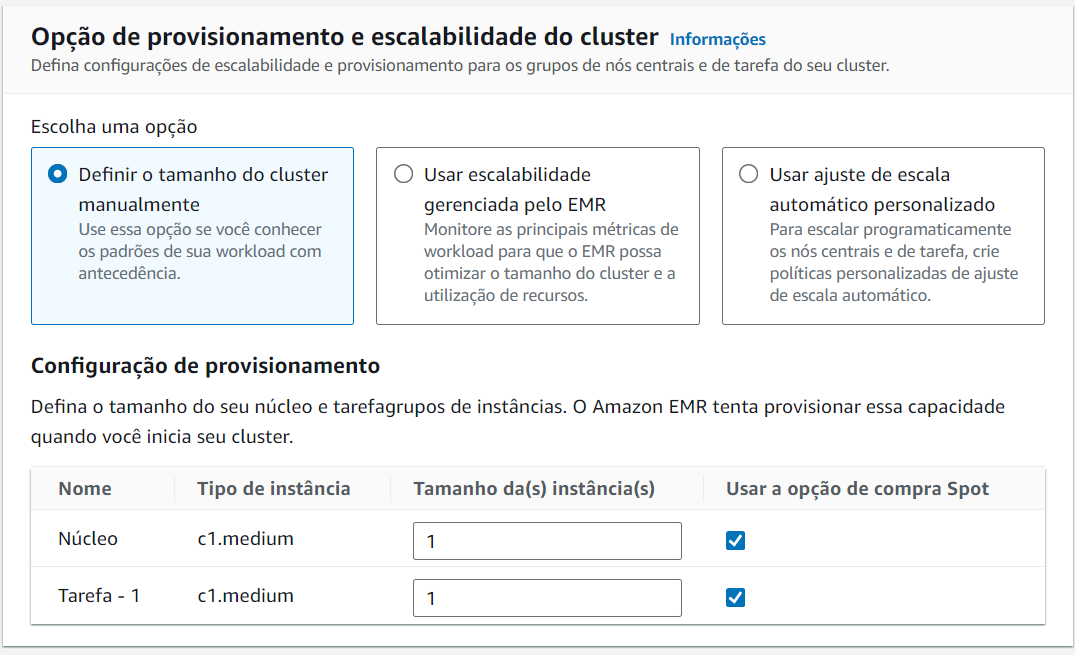 Opção de provisionamento e escalabilidade do cluster Informações
Defina configurações de escalabilidade e provisionamento para os grupos de nós centrais e de tarefa do seu cluster.
Escolha uma opção
Definir o tamanho do cluster
manualmente
Use essa opção se você conhecer
os padrões de sua workload com
antecedência.
Usar escalabilidade
gerenciada pelo EMR
Monitore as principais métricas de
workload para que o EMR possa
otimizar o tamanho do cluster e a
utilização de recursos.
Usar ajuste de escala
automático personalizado
Para escalar programaticamente
os nós centrais e de tarefa, crie
políticas personalizadas de ajuste
de escala automático.
Configuração de provisionamento
Defina o tamanho do seu núcleo e tarefagrupos de instâncias. O Amazon EMR tenta provisionar essa capacidade
quando você inicia seu cluster.
Nome Tipo de instância Tamanho da(s) instância(s) Usar a opção de compra Spot
Núcleo c1.medium 1
Tarefa - 1 c1.medium 1